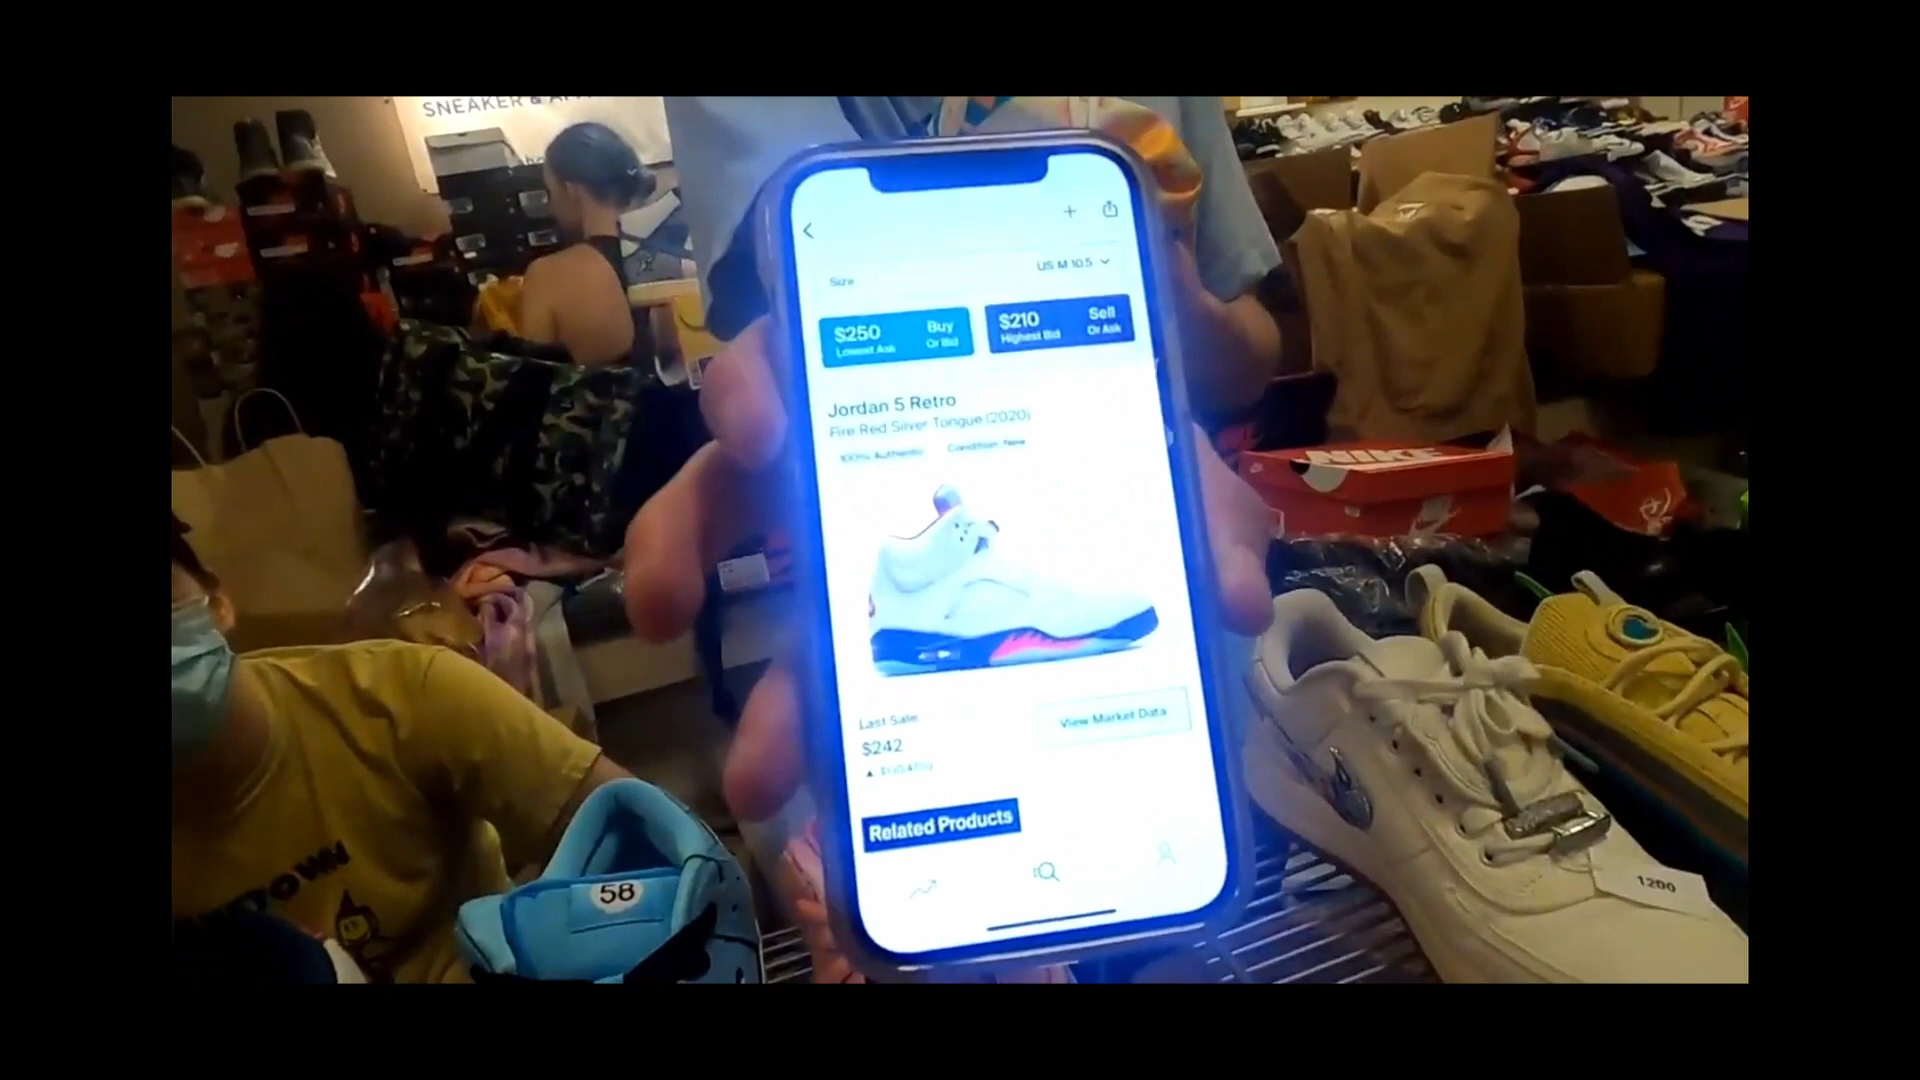 SNEAKER &
Size
US M 10.5
$250
Buy
Lowest Ask
Or Bid
$210
Sell
Highest Bid
Or Ask
Jordan 5 Retro
Fire Red Silver Tongue (2020)
100% Authentic
Condition: New
NIKE
Last Sale
$242
View Market Data
Related Products
58
1200